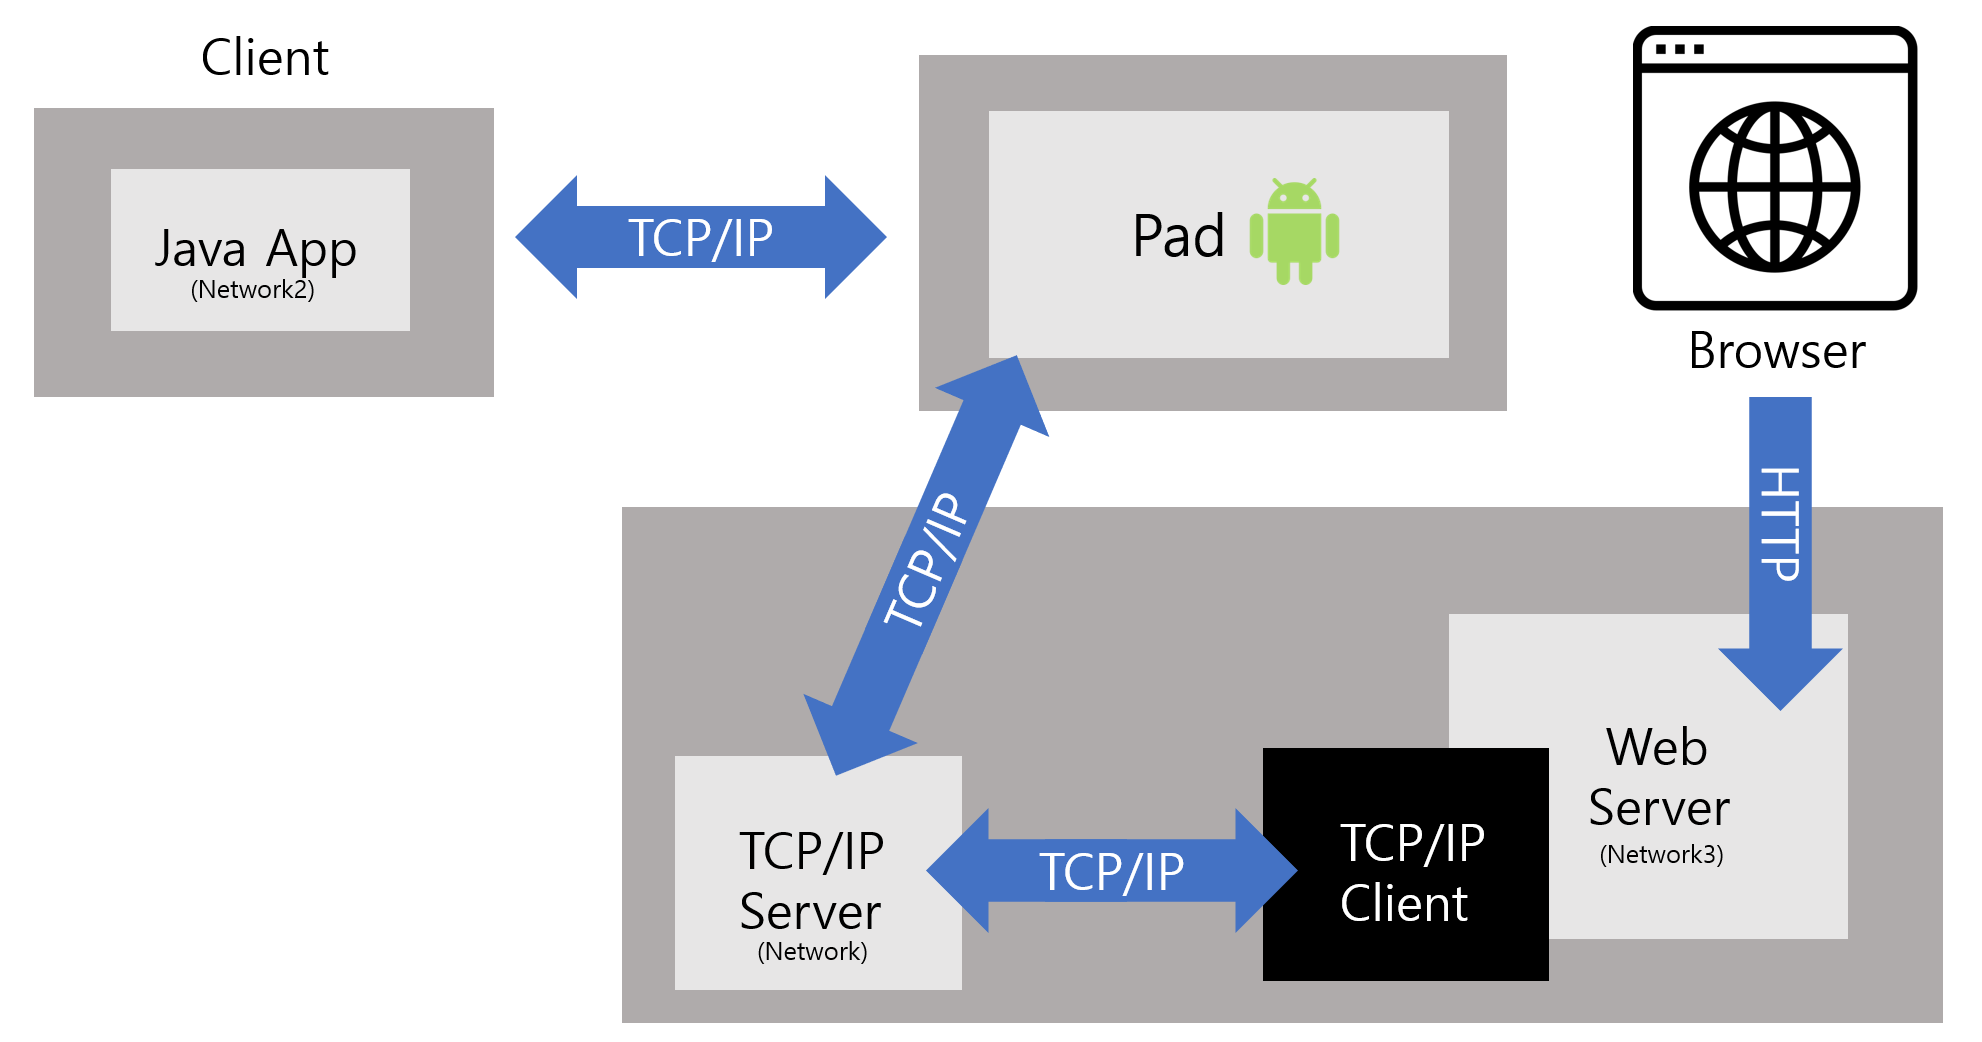 Client
Java App
(Network2)
TCP/IP
Pad
Browser
HTTP
TCP/IP
TCP/IP
Server
(Network)
TCP/IP
TCP/IP
Client
Web
Server
(Network3)